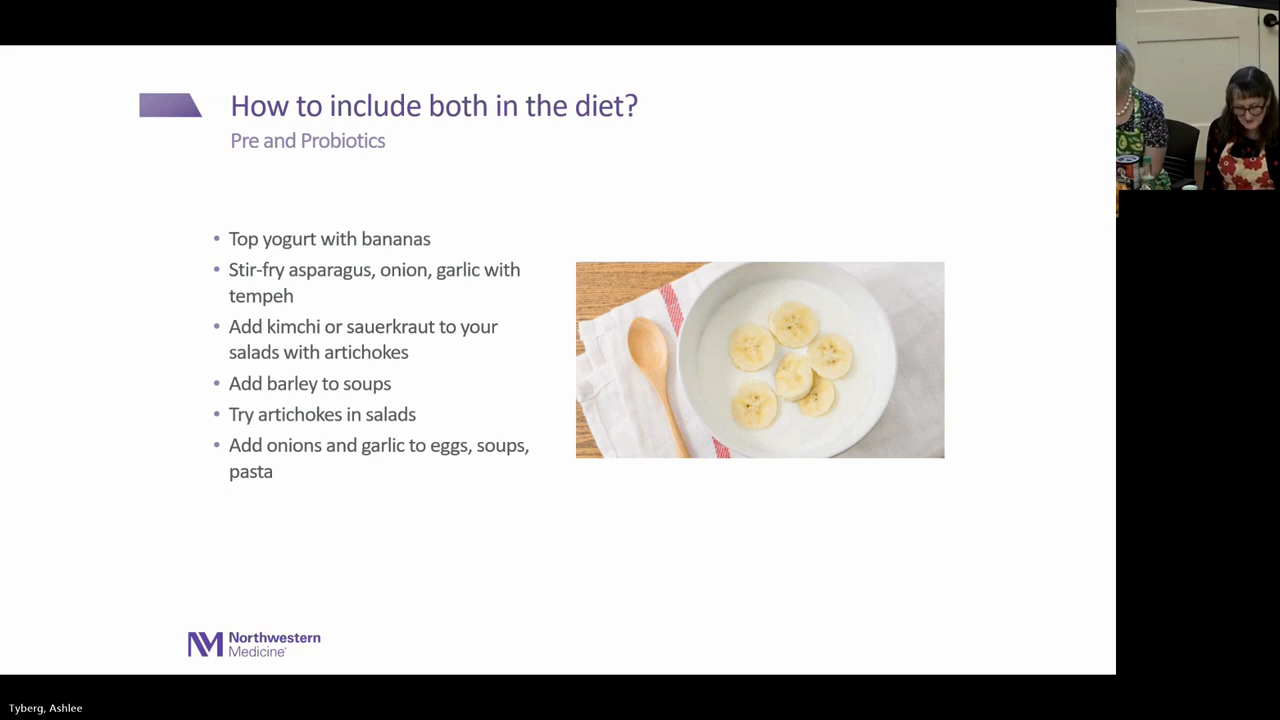 How to include both in the diet?
Pre and Probiotics
• Top yogurt with bananas
• Stir-fry asparagus, onion, garlic with
tempeh
• Add kimchi or sauerkraut to your
salads with artichokes
• Add barley to soups
• Try artichokes in salads
• Add onions and garlic to eggs, soups,
pasta
NM Northwestern
Medicine
Tyberg, Ashlee